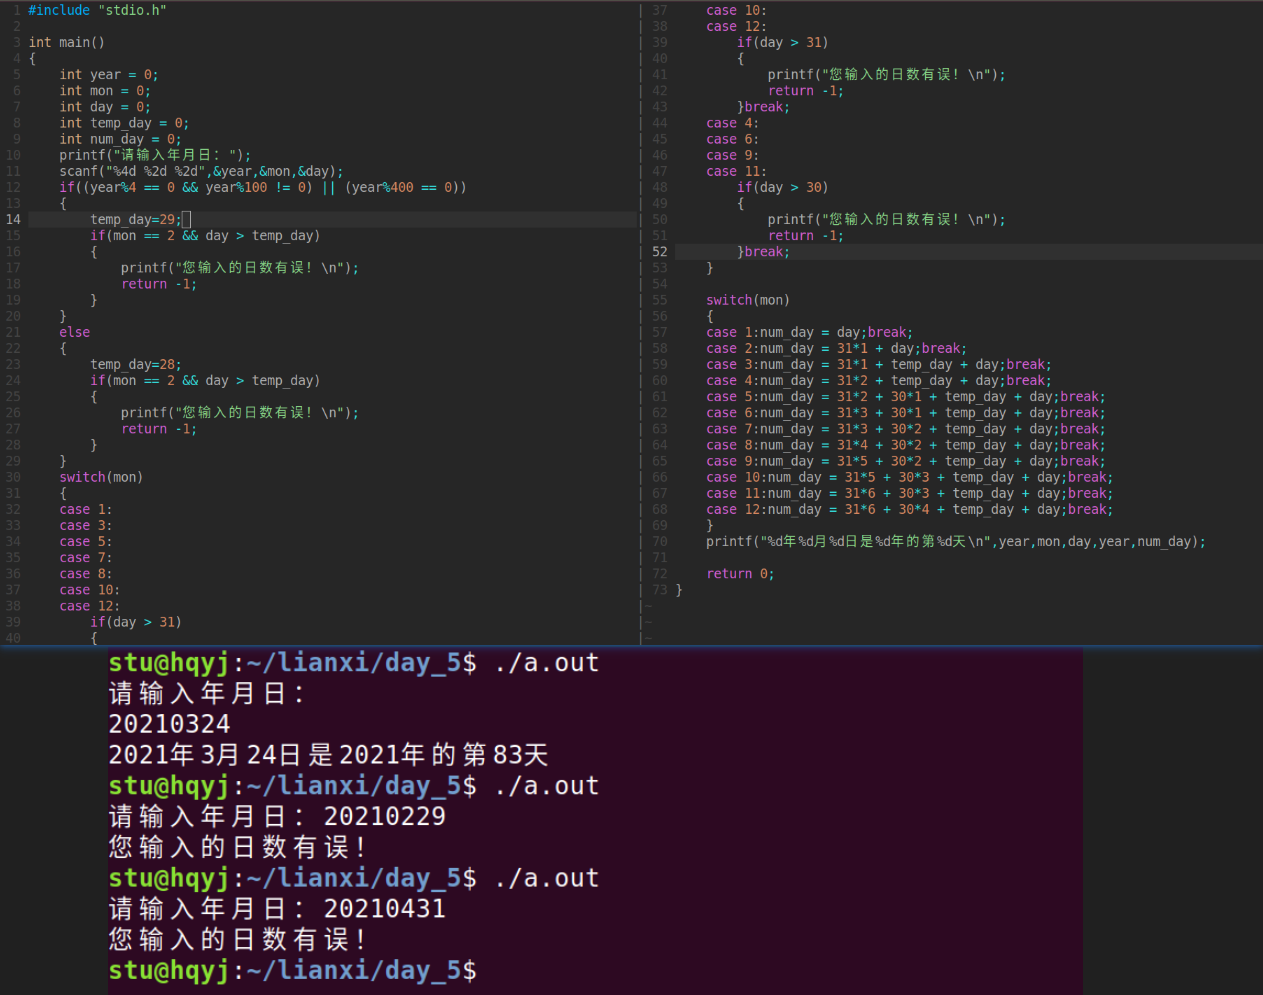 1 #include "stdio.h"
2
3 int main()
4 {
5     int year = 0;
6     int mon = 0;
7     int day = 0;
8     int temp_day = 0;
9     int num_day = 0;
10     printf("请输入年月日: ");
11     scanf("%4d %2d %2d",&year,&mon,&day);
12     if((year%4 == 0 && year%100 != 0) || (year%400 == 0))
13     {
14         temp_day=29;
15         if(mon == 2 && day > temp_day)
16         {
17             printf("您输入的日数有误! \n");
18             return -1;
19         }
20     }
21     else
22     {
23         temp_day=28;
24         if(mon == 2 && day > temp_day)
25         {
26             printf("您输入的日数有误! \n");
27             return -1;
28         }
29     }
30     switch(mon)
31     {
32     case 1:
33     case 3:
34     case 5:
35     case 7:
36     case 8:
37     case 10:
38     case 12:
39         if(day > 31)
40         {
37     case 10:
38     case 12:
39         if(day > 31)
40         {
41             printf("您输入的日数有误! \n");
42             return -1;
43         }break;
44     case 4:
45     case 6:
46     case 9:
47     case 11:
48         if(day > 30)
49         {
50             printf("您输入的日数有误! \n");
51             return -1;
52         }break;
53     }
54
55     switch(mon)
56     {
57     case 1:num_day = day;break;
58     case 2:num_day = 31*1 + day;break;
59     case 3:num_day = 31*1 + temp_day + day;break;
60     case 4:num_day = 31*2 + temp_day + day;break;
61     case 5:num_day = 31*2 + 30*1 + temp_day + day;break;
62     case 6:num_day = 31*3 + 30*1 + temp_day + day;break;
63     case 7:num_day = 31*3 + 30*2 + temp_day + day;break;
64     case 8:num_day = 31*4 + 30*2 + temp_day + day;break;
65     case 9:num_day = 31*5 + 30*2 + temp_day + day;break;
66     case 10:num_day = 31*5 + 30*3 + temp_day + day;break;
67     case 11:num_day = 31*6 + 30*3 + temp_day + day;break;
68     case 12:num_day = 31*6 + 30*4 + temp_day + day;break;
69     }
70     printf("%d年%d月%d日是%d年的第%d天\n",year,mon,day,year,num_day);
71
72     return 0;
73 }
~
~
~
stu@hqyj:~/lianxi/day_5$ ./a.out
请输入年月日:
20210324
2021年3月24日是2021年的第83天
stu@hqyj:~/lianxi/day_5$ ./a.out
请输入年月日: 20210229
您输入的日数有误!
stu@hqyj:~/lianxi/day_5$ ./a.out
请输入年月日: 20210431
您输入的日数有误!
stu@hqyj:~/lianxi/day_5$